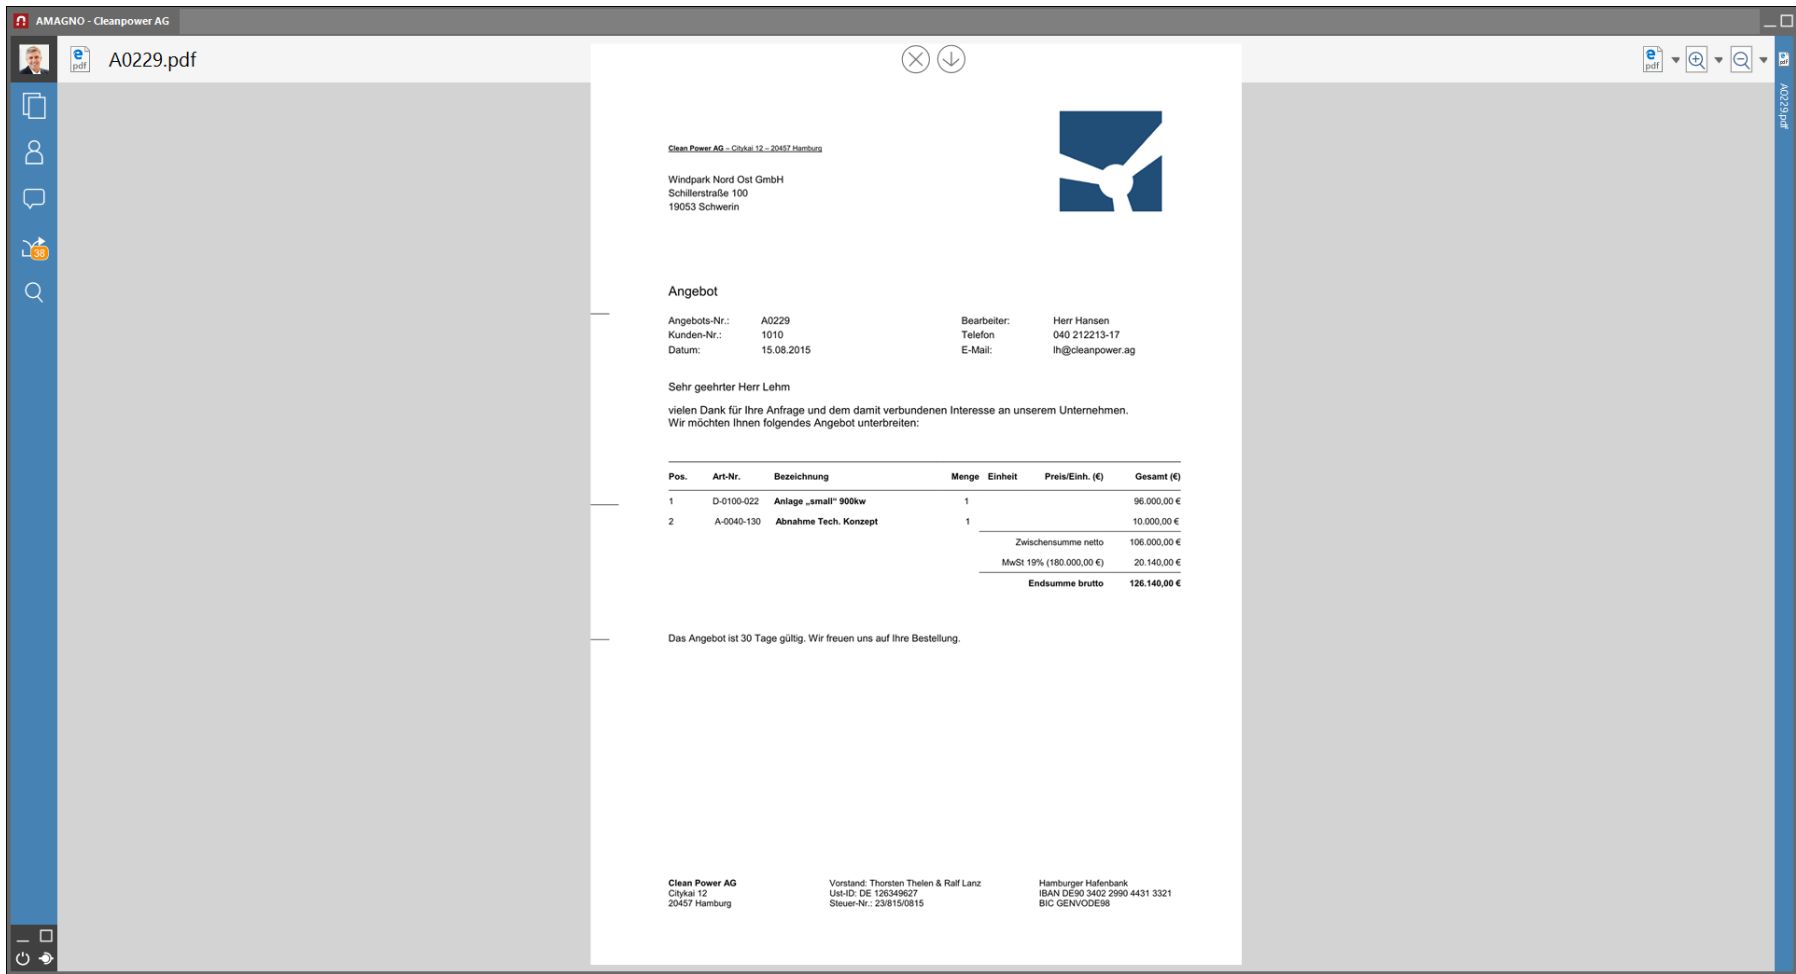 AMAGNO - Cleanpower AG
A0229.pdf
pdf
pdf
A0229.pdf
38
Clean Power AG – Citykai 12 – 20457 Hamburg
Windpark Nord Ost GmbH
Schillerstraße 100
19053 Schwerin
Angebot
Angebots-Nr.: A0229 Bearbeiter: Herr Hansen
Kunden-Nr.: 1010 Telefon 040 212213-17
Datum: 15.08.2015 E-Mail: lh@cleanpower.ag
Sehr geehrter Herr Lehm
vielen Dank für Ihre Anfrage und dem damit verbundenen Interesse an unserem Unternehmen.
Wir möchten Ihnen folgendes Angebot unterbreiten:
Pos. Art-Nr. Bezeichnung Menge Einheit Preis/Einh. (€) Gesamt (€)
1 D-0100-022 Anlage „small“ 900kw 1 96.000,00 €
2 A-0040-130 Abnahme Tech. Konzept 1 10.000,00 €
Zwischensumme netto 106.000,00 €
MwSt 19% (180.000,00 €) 20.140,00 €
Endsumme brutto 126.140,00 €
Das Angebot ist 30 Tage gültig. Wir freuen uns auf Ihre Bestellung.
Clean Power AG Vorstand: Thorsten Thelen & Ralf Lanz Hamburger Hafenbank
Citykai 12 Ust-ID: DE 126349627 IBAN DE90 3402 2990 4431 3321
20457 Hamburg Steuer-Nr.: 23/815/0815 BIC GENVODE98